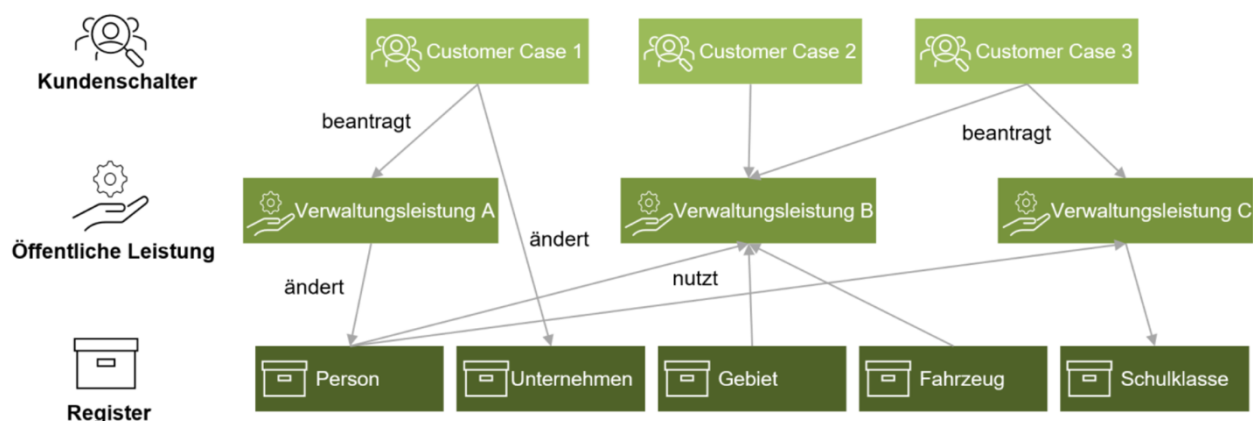 Kundenschalter
Customer Case 1
Customer Case 2
Customer Case 3
beantragt
beantragt
Öffentliche Leistung
Verwaltungsleistung A
Verwaltungsleistung B
Verwaltungsleistung C
ändert
ändert
nutzt
Register
Person
Unternehmen
Gebiet
Fahrzeug
Schulklasse